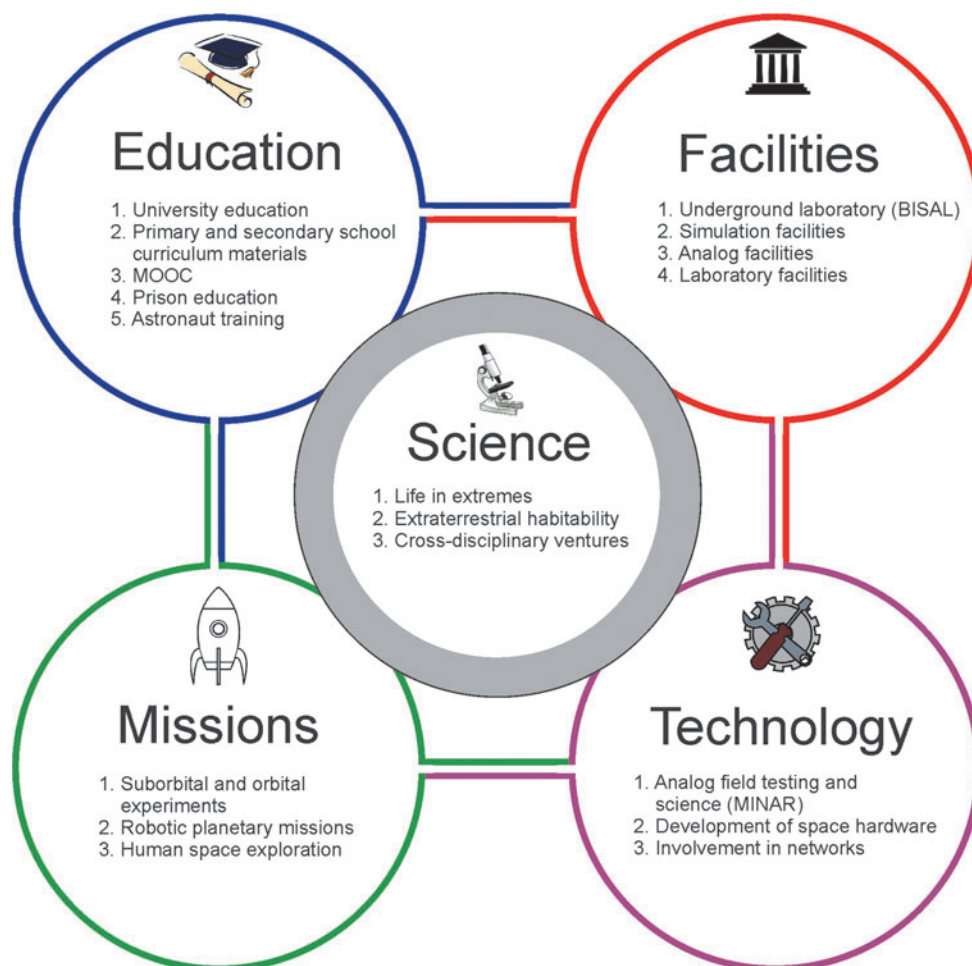 Education
1. University education
2. Primary and secondary school
curriculum materials
3. MOOC
4. Prison education
5. Astronaut training
Facilities
1. Underground laboratory (BISAL)
2. Simulation facilities
3. Analog facilities
4. Laboratory facilities
Science
1. Life in extremes
2. Extraterrestrial habitability
3. Cross-disciplinary ventures
Missions
1. Suborbital and orbital
experiments
2. Robotic planetary missions
3. Human space exploration
Technology
1. Analog field testing and
science (MINAR)
2. Development of space hardware
3. Involvement in networks